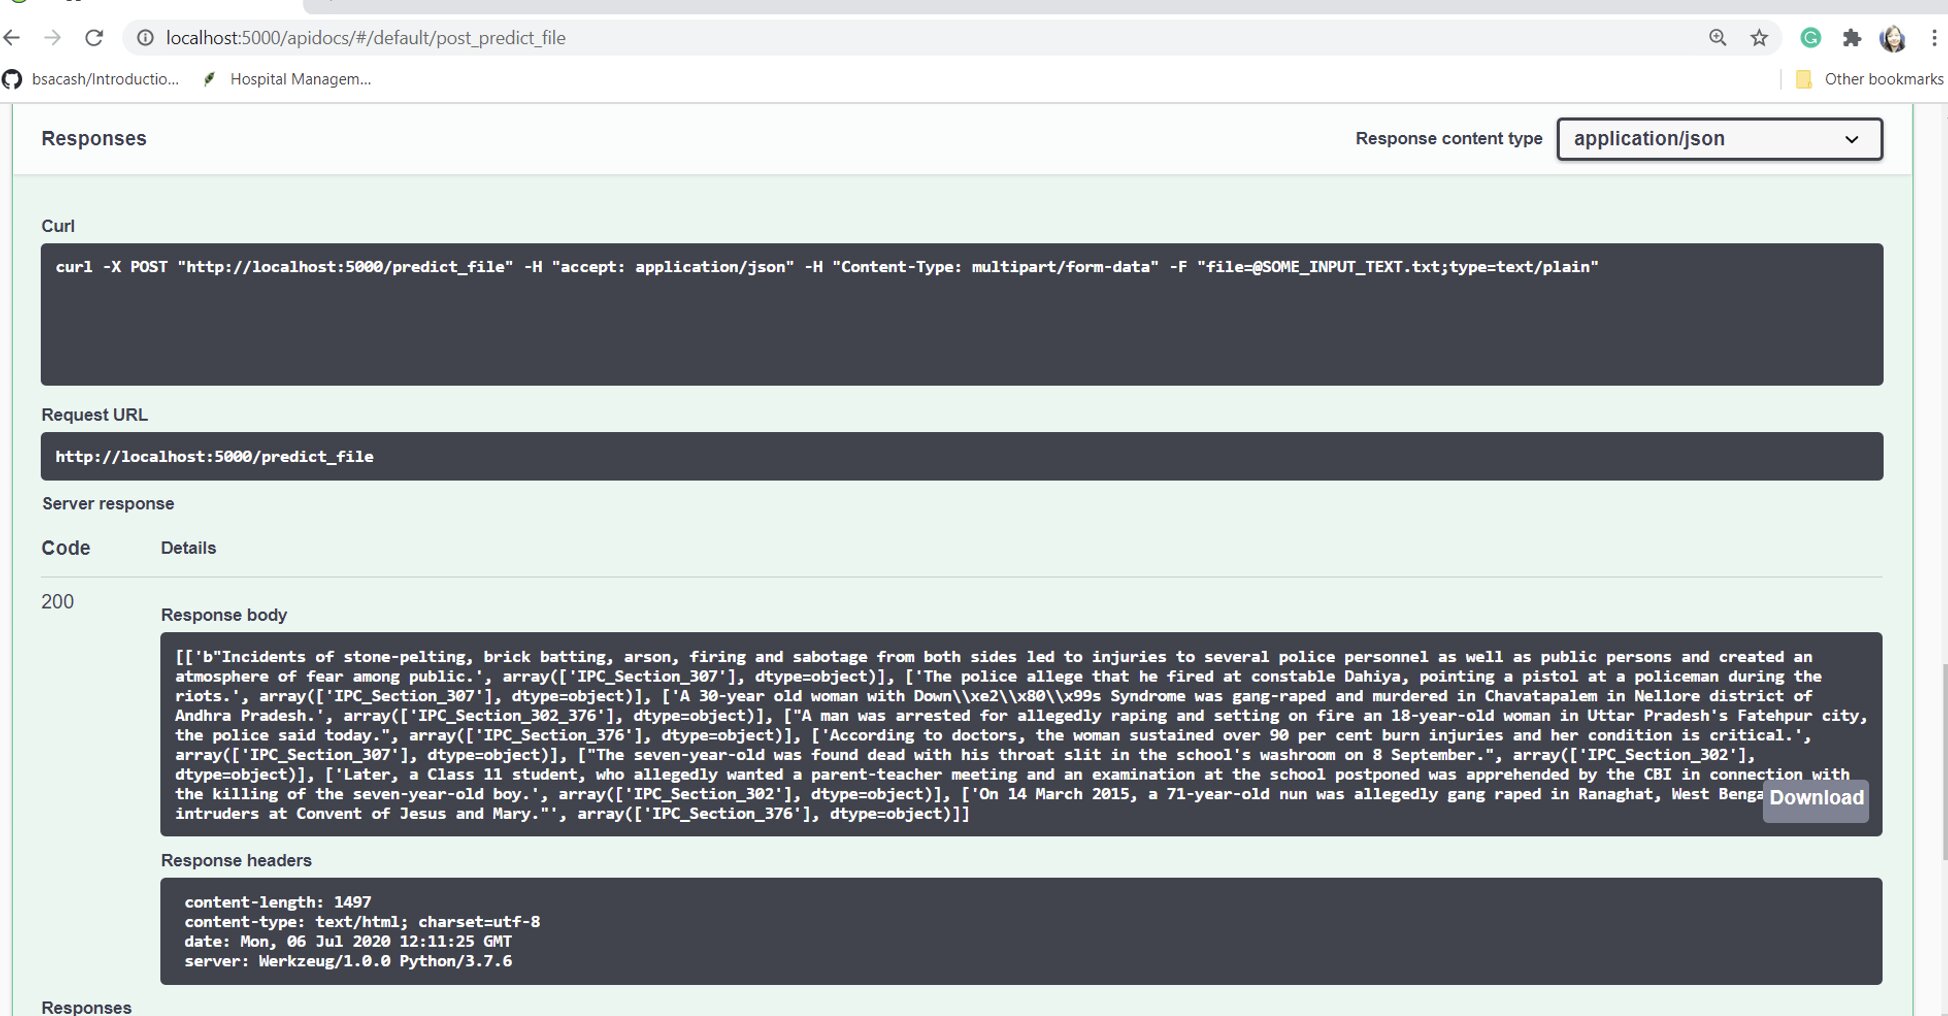 localhost:5000/apidocs/#/default/post_predict_file
bsacash/Introductio...
Hospital Managem...
Other bookmarks
Responses
Response content type
application/json
Curl
curl -X POST "http://localhost:5000/predict_file" -H "accept: application/json" -H "Content-Type: multipart/form-data" -F "file=@SOME_INPUT_TEXT.txt;type=text/plain"
Request URL
http://localhost:5000/predict_file
Server response
Code
Details
200
Response body
[['b"Incidents of stone-pelting, brick batting, arson, firing and sabotage from both sides led to injuries to several police personnel as well as public persons and created an
atmosphere of fear among public.', array(['IPC_Section_307'], dtype=object)], ['The police allege that he fired at constable Dahiya, pointing a pistol at a policeman during the
riots.', array(['IPC_Section_307'], dtype=object)], ['A 30-year old woman with Down\\xe2\\x80\\x99s Syndrome was gang-raped and murdered in Chavatapalem in Nellore district of
Andhra Pradesh.', array(['IPC_Section_302_376'], dtype=object)], ["A man was arrested for allegedly raping and setting on fire an 18-year-old woman in Uttar Pradesh's Fatehpur city,
the police said today.", array(['IPC_Section_376'], dtype=object)], ['According to doctors, the woman sustained over 90 per cent burn injuries and her condition is critical.',
array(['IPC_Section_307'], dtype=object)], ["The seven-year-old was found dead with his throat slit in the school's washroom on 8 September.", array(['IPC_Section_302'],
dtype=object)], ['Later, a Class 11 student, who allegedly wanted a parent-teacher meeting and an examination at the school postponed was apprehended by the CBI in connection with
the killing of the seven-year-old boy.', array(['IPC_Section_302'], dtype=object)], ['On 14 March 2015, a 71-year-old nun was allegedly gang raped in Ranaghat, West Benga
Download
intruders at Convent of Jesus and Mary."', array(['IPC_Section_376'], dtype=object)]]
Response headers
content-length: 1497
content-type: text/html; charset=utf-8
date: Mon, 06 Jul 2020 12:11:25 GMT
server: Werkzeug/1.0.0 Python/3.7.6
Responses